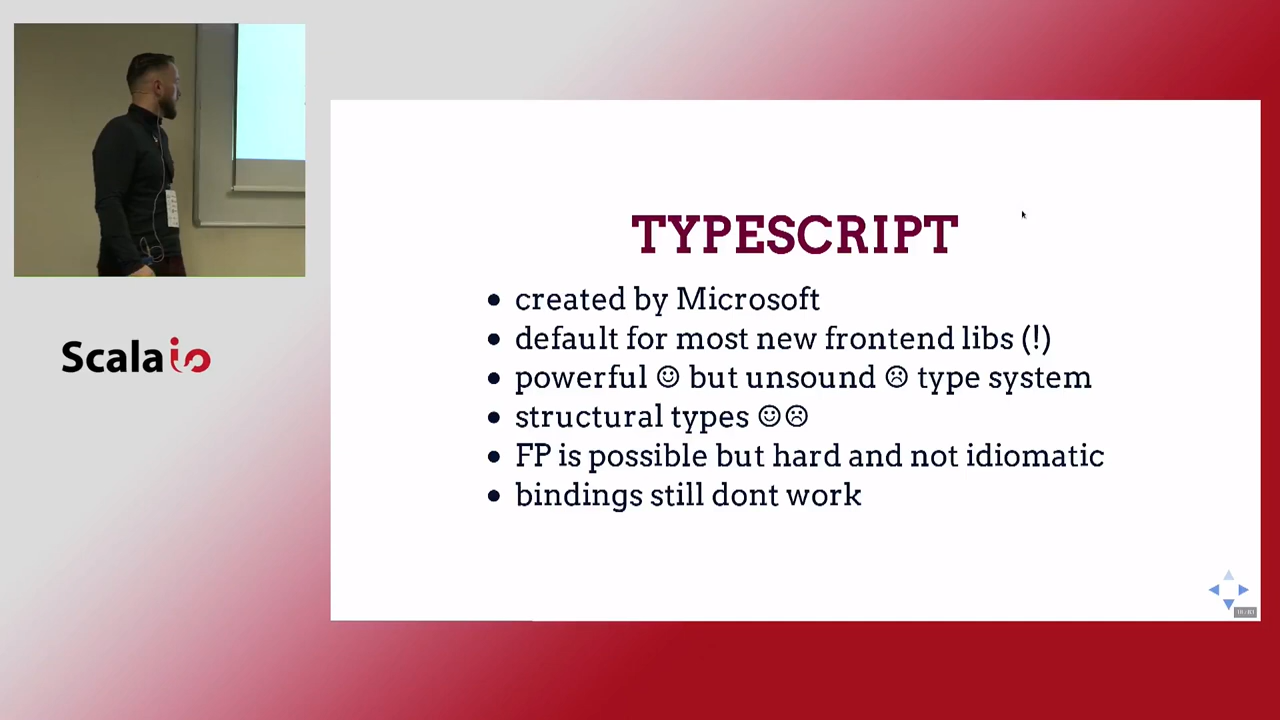 TYPESCRIPT
• created by Microsoft
• default for most new frontend libs (!)
• powerful ☺ but unsound ☹ type system
• structural types ☺☹
• FP is possible but hard and not idiomatic
• bindings still dont work
Scala io